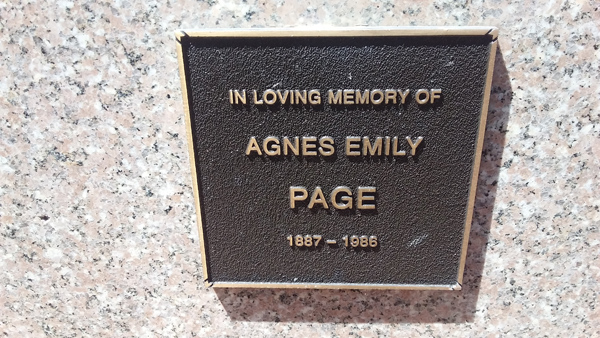 IN LOVING MEMORY OF
AGNES EMILY
PAGE
1887 – 1986